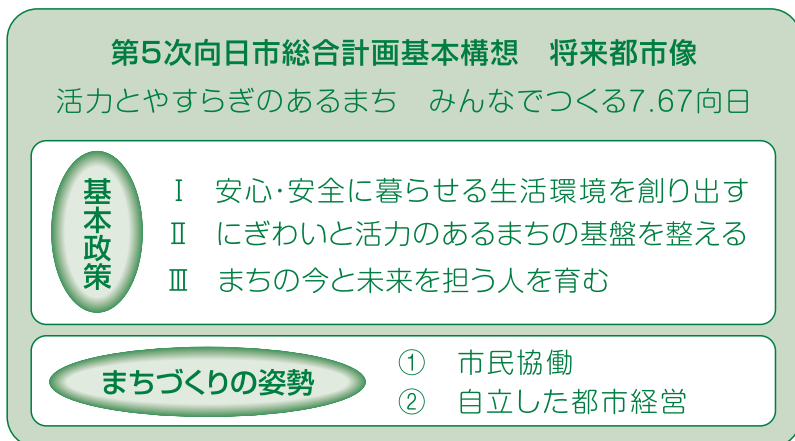 第5次向日市総合計画基本構想　将来都市像
活力とやすらぎのあるまち　みんなでつくる7.67向日
基本政策
Ⅰ　安心・安全に暮らせる生活環境を創り出す
Ⅱ　にぎわいと活力のあるまちの基盤を整える
Ⅲ　まちの今と未来を担う人を育む
まちづくりの姿勢
①　市民協働
②　自立した都市経営